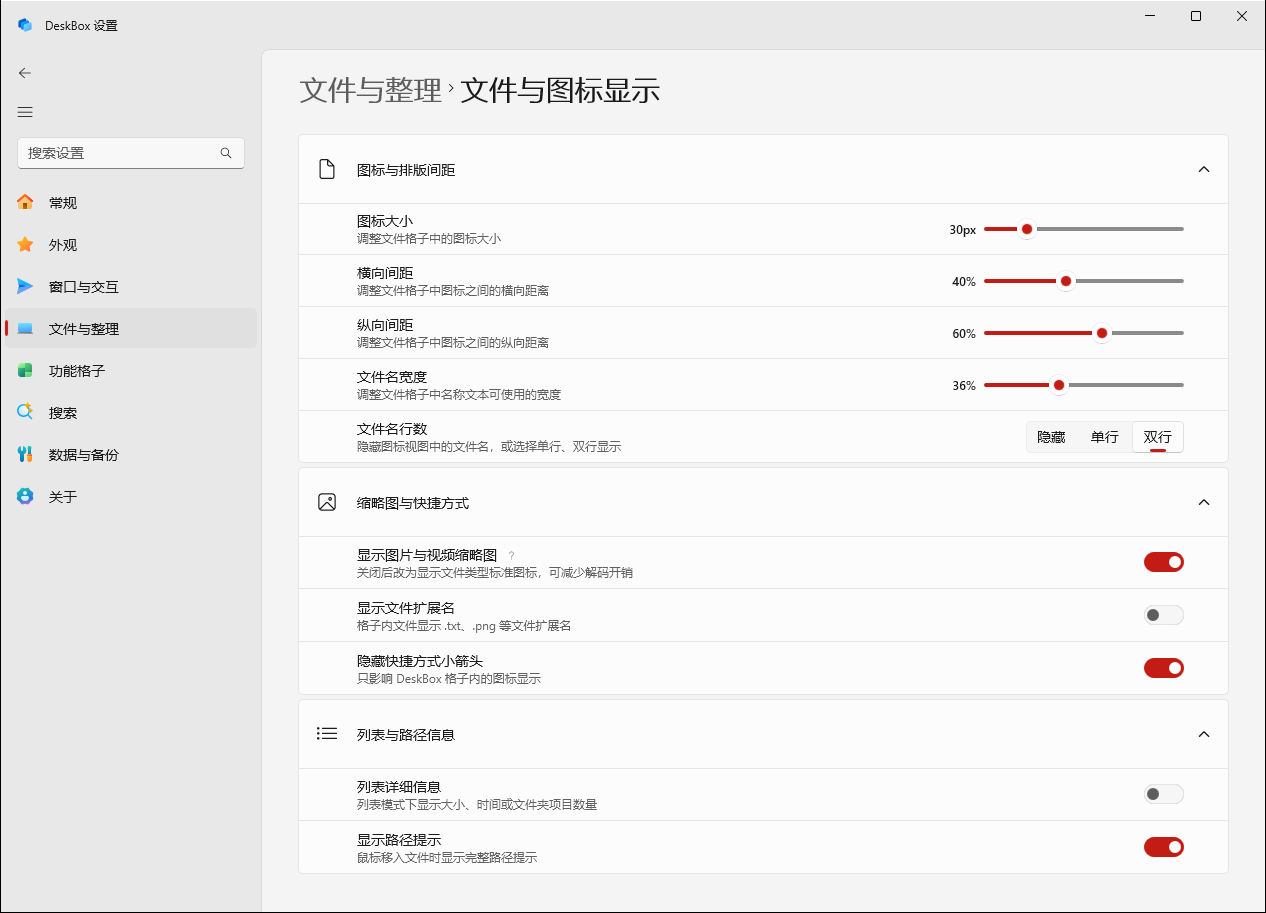 DeskBox 设置
搜索设置
常规
外观
窗口与交互
文件与整理
功能格子
搜索
数据与备份
关于
文件与整理 › 文件与图标显示
图标与排版间距
图标大小
调整文件格子中的图标大小
30px
横向间距
调整文件格子中图标之间的横向距离
40%
纵向间距
调整文件格子中图标之间的纵向距离
60%
文件名宽度
调整文件格子中名称文本可使用的宽度
36%
文件名行数
隐藏图标视图中的文件名，或选择单行、双行显示
隐藏 单行 双行
缩略图与快捷方式
显示图片与视频缩略图 ?
关闭后改为显示文件类型标准图标，可减少解码开销
显示文件扩展名
格子内文件显示 .txt、.png 等文件扩展名
隐藏快捷方式小箭头
只影响 DeskBox 格子内的图标显示
列表与路径信息
列表详细信息
列表模式下显示大小、时间或文件夹项目数量
显示路径提示
鼠标移入文件时显示完整路径提示